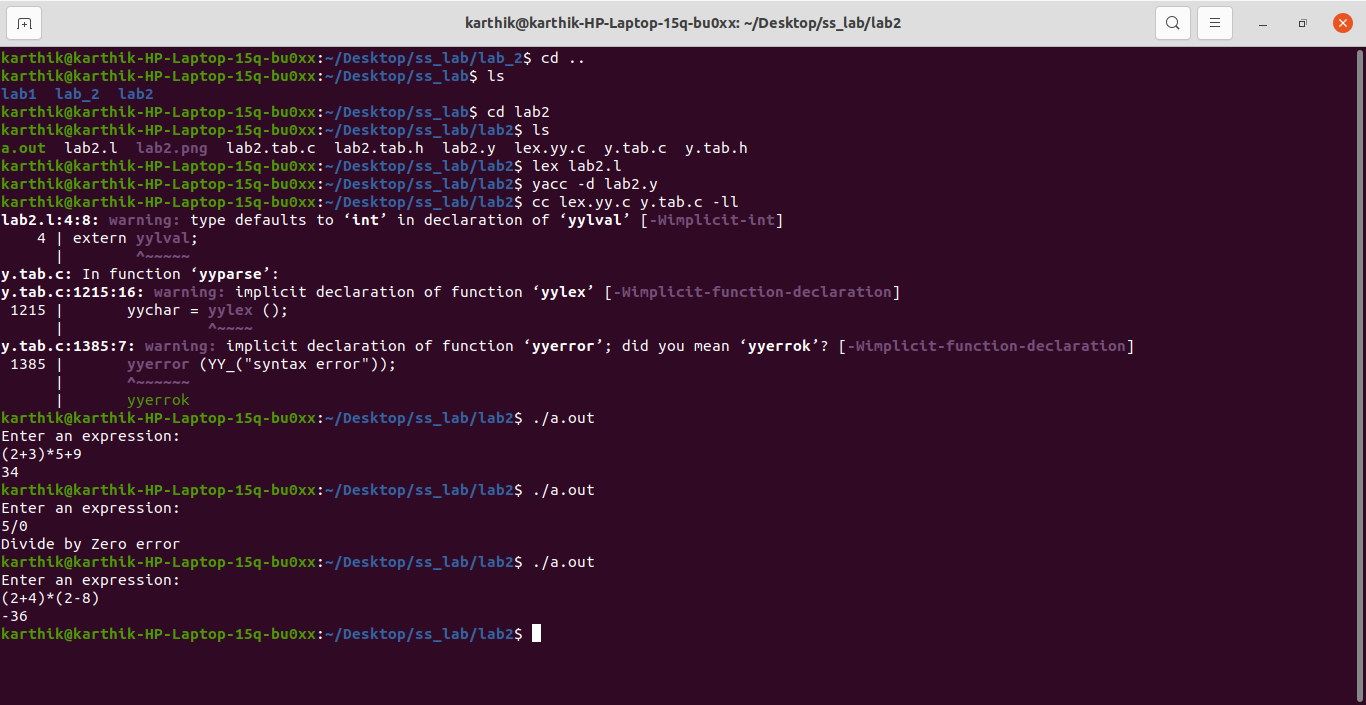 karthik@karthik-HP-Laptop-15q-bu0xx: ~/Desktop/ss_lab/lab2
karthik@karthik-HP-Laptop-15q-bu0xx:~/Desktop/ss_lab/lab_2$ cd ..
karthik@karthik-HP-Laptop-15q-bu0xx:~/Desktop/ss_lab$ ls
lab1  lab_2  lab2
karthik@karthik-HP-Laptop-15q-bu0xx:~/Desktop/ss_lab$ cd lab2
karthik@karthik-HP-Laptop-15q-bu0xx:~/Desktop/ss_lab/lab2$ ls
a.out  lab2.l  lab2.png  lab2.tab.c  lab2.tab.h  lab2.y  lex.yy.c  y.tab.c  y.tab.h
karthik@karthik-HP-Laptop-15q-bu0xx:~/Desktop/ss_lab/lab2$ lex lab2.l
karthik@karthik-HP-Laptop-15q-bu0xx:~/Desktop/ss_lab/lab2$ yacc -d lab2.y
karthik@karthik-HP-Laptop-15q-bu0xx:~/Desktop/ss_lab/lab2$ cc lex.yy.c y.tab.c -ll
lab2.l:4:8: warning: type defaults to ‘int’ in declaration of ‘yylval’ [-Wimplicit-int]
    4 | extern yylval;
      |        ^~~~~~
y.tab.c: In function ‘yyparse’:
y.tab.c:1215:16: warning: implicit declaration of function ‘yylex’ [-Wimplicit-function-declaration]
 1215 |       yychar = yylex ();
      |                ^~~~~
y.tab.c:1385:7: warning: implicit declaration of function ‘yyerror’; did you mean ‘yyerrok’? [-Wimplicit-function-declaration]
 1385 |       yyerror (YY_("syntax error"));
      |       ^~~~~~~
      |       yyerrok
karthik@karthik-HP-Laptop-15q-bu0xx:~/Desktop/ss_lab/lab2$ ./a.out
Enter an expression:
(2+3)*5+9
34
karthik@karthik-HP-Laptop-15q-bu0xx:~/Desktop/ss_lab/lab2$ ./a.out
Enter an expression:
5/0
Divide by Zero error
karthik@karthik-HP-Laptop-15q-bu0xx:~/Desktop/ss_lab/lab2$ ./a.out
Enter an expression:
(2+4)*(2-8)
-36
karthik@karthik-HP-Laptop-15q-bu0xx:~/Desktop/ss_lab/lab2$